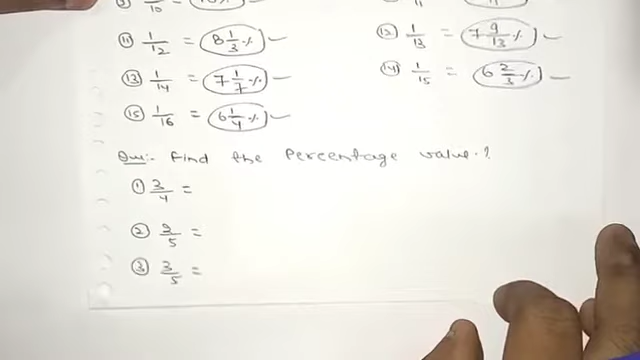 ⑪ 1/12 = 8 1/3 %
⑫ 1/13 = 7 9/13 %
⑬ 1/14 = 7 1/7 %
⑭ 1/15 = 6 2/3 %
⑮ 1/16 = 6 1/4 %
Que:- Find the Percentage value.?
① 3/4 =
② 2/5 =
③ 3/5 =